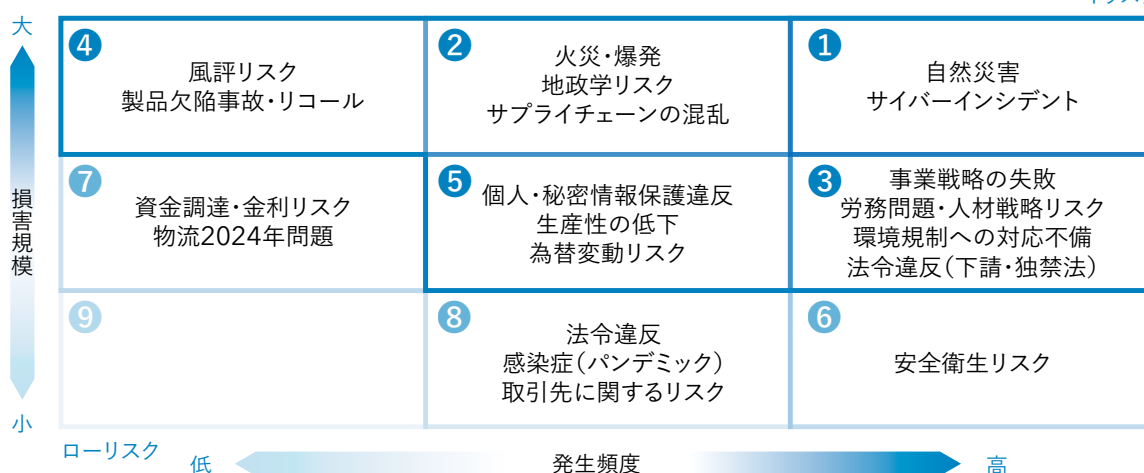 大
④
風評リスク
製品欠陥事故・リコール
②
火災・爆発
地政学リスク
サプライチェーンの混乱
①
自然災害
サイバーインシデント
損害規模
⑦
資金調達・金利リスク
物流2024年問題
⑤
個人・秘密情報保護違反
生産性の低下
為替変動リスク
③
事業戦略の失敗
労務問題・人材戦略リスク
環境規制への対応不備
法令違反(下請・独禁法)
⑨
⑧
法令違反
感染症(パンデミック)
取引先に関するリスク
⑥
安全衛生リスク
小
ローリスク
低
発生頻度
高